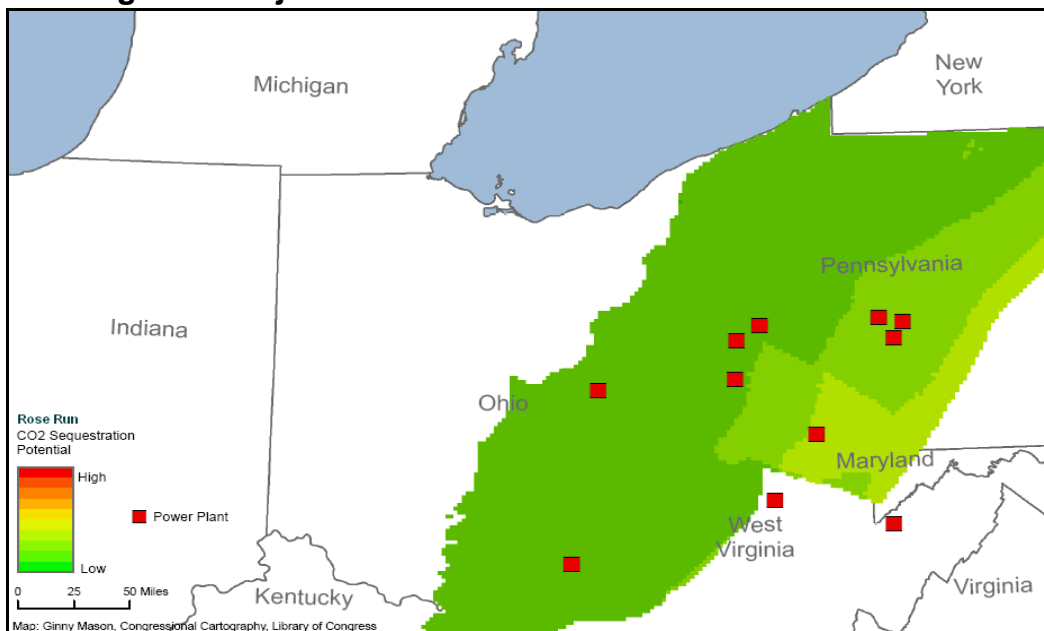 Michigan
New
York
Pennsylvania
Indiana
Ohio
Maryland
West
Virginia
Virginia
Kentucky
Rose Run
CO2 Sequestration
Potential
High
Low
Power Plant
0 25 50 Miles
Map: Ginny Mason, Congressional Cartography, Library of Congress